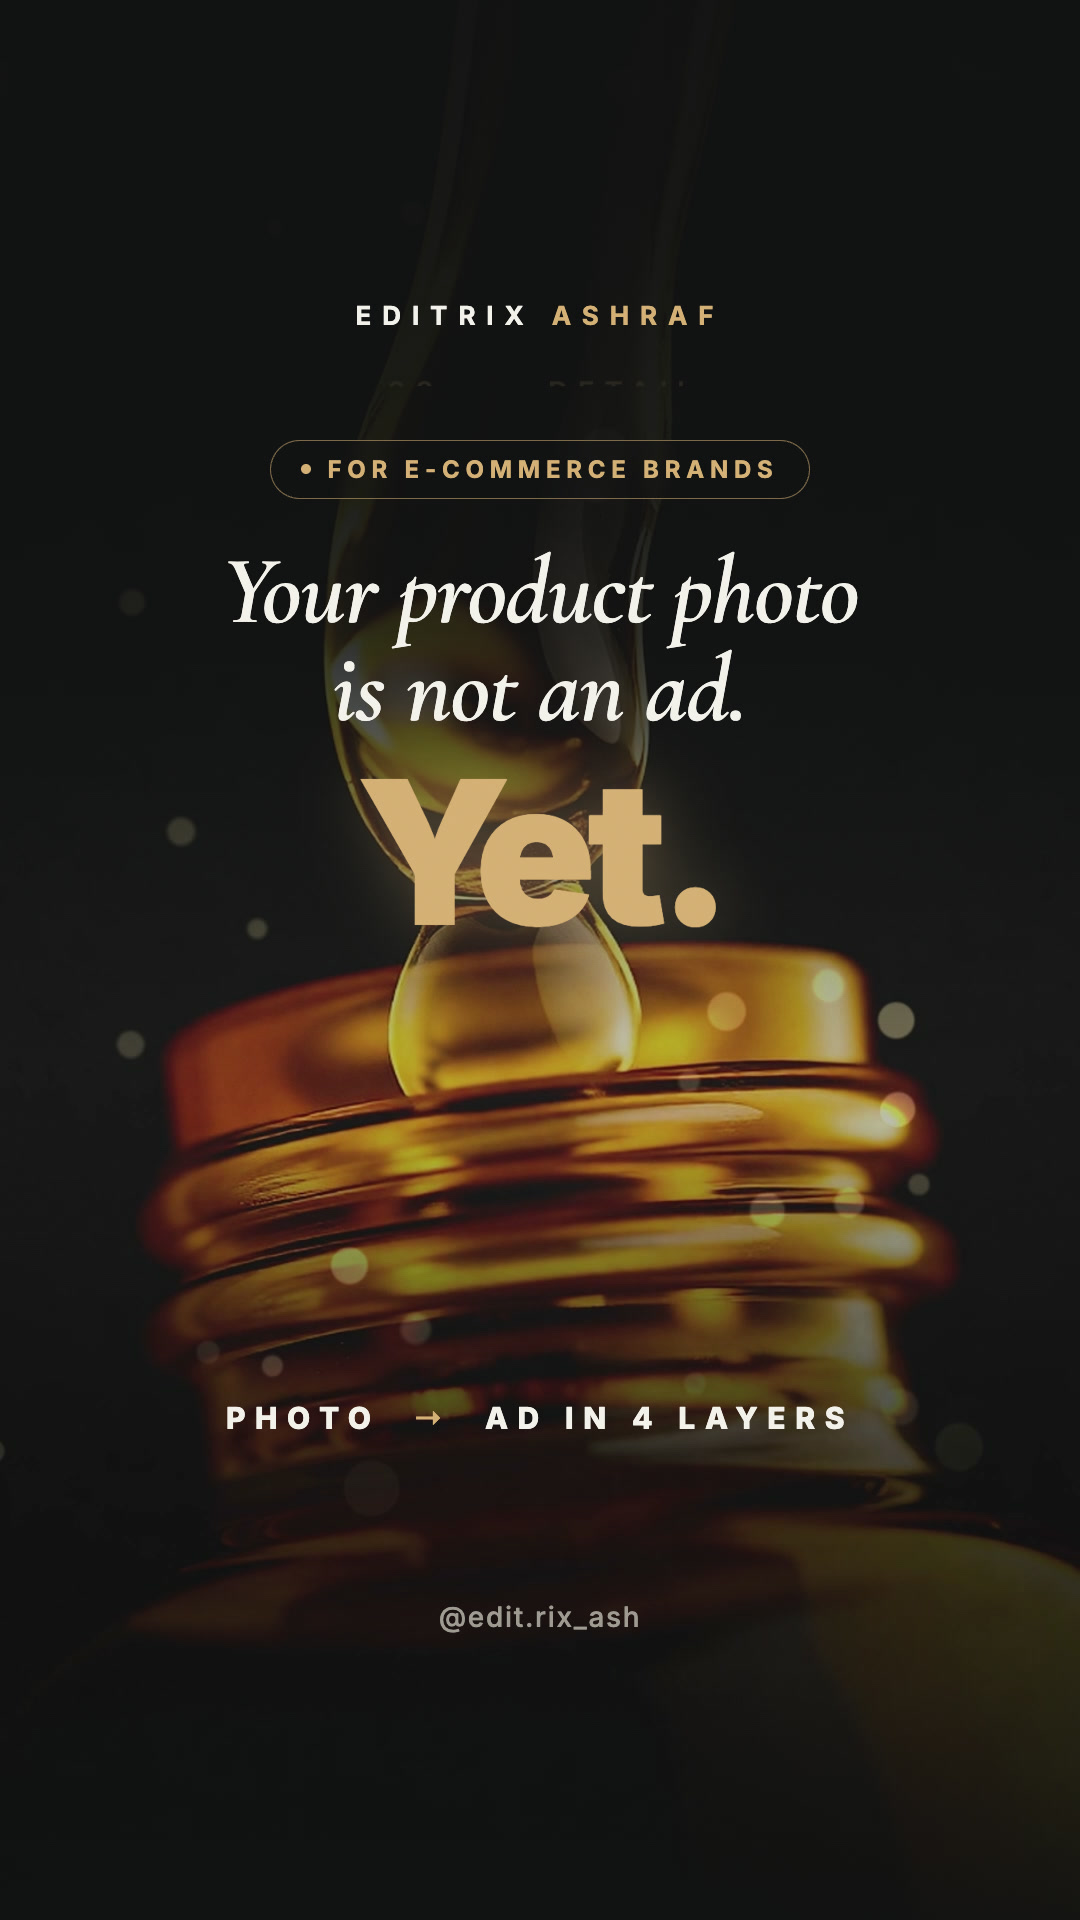 EDITRIX ASHRAF
• FOR E-COMMERCE BRANDS
Your product photo
is not an ad.
Yet.
PHOTO → AD IN 4 LAYERS
@edit.rix_ash